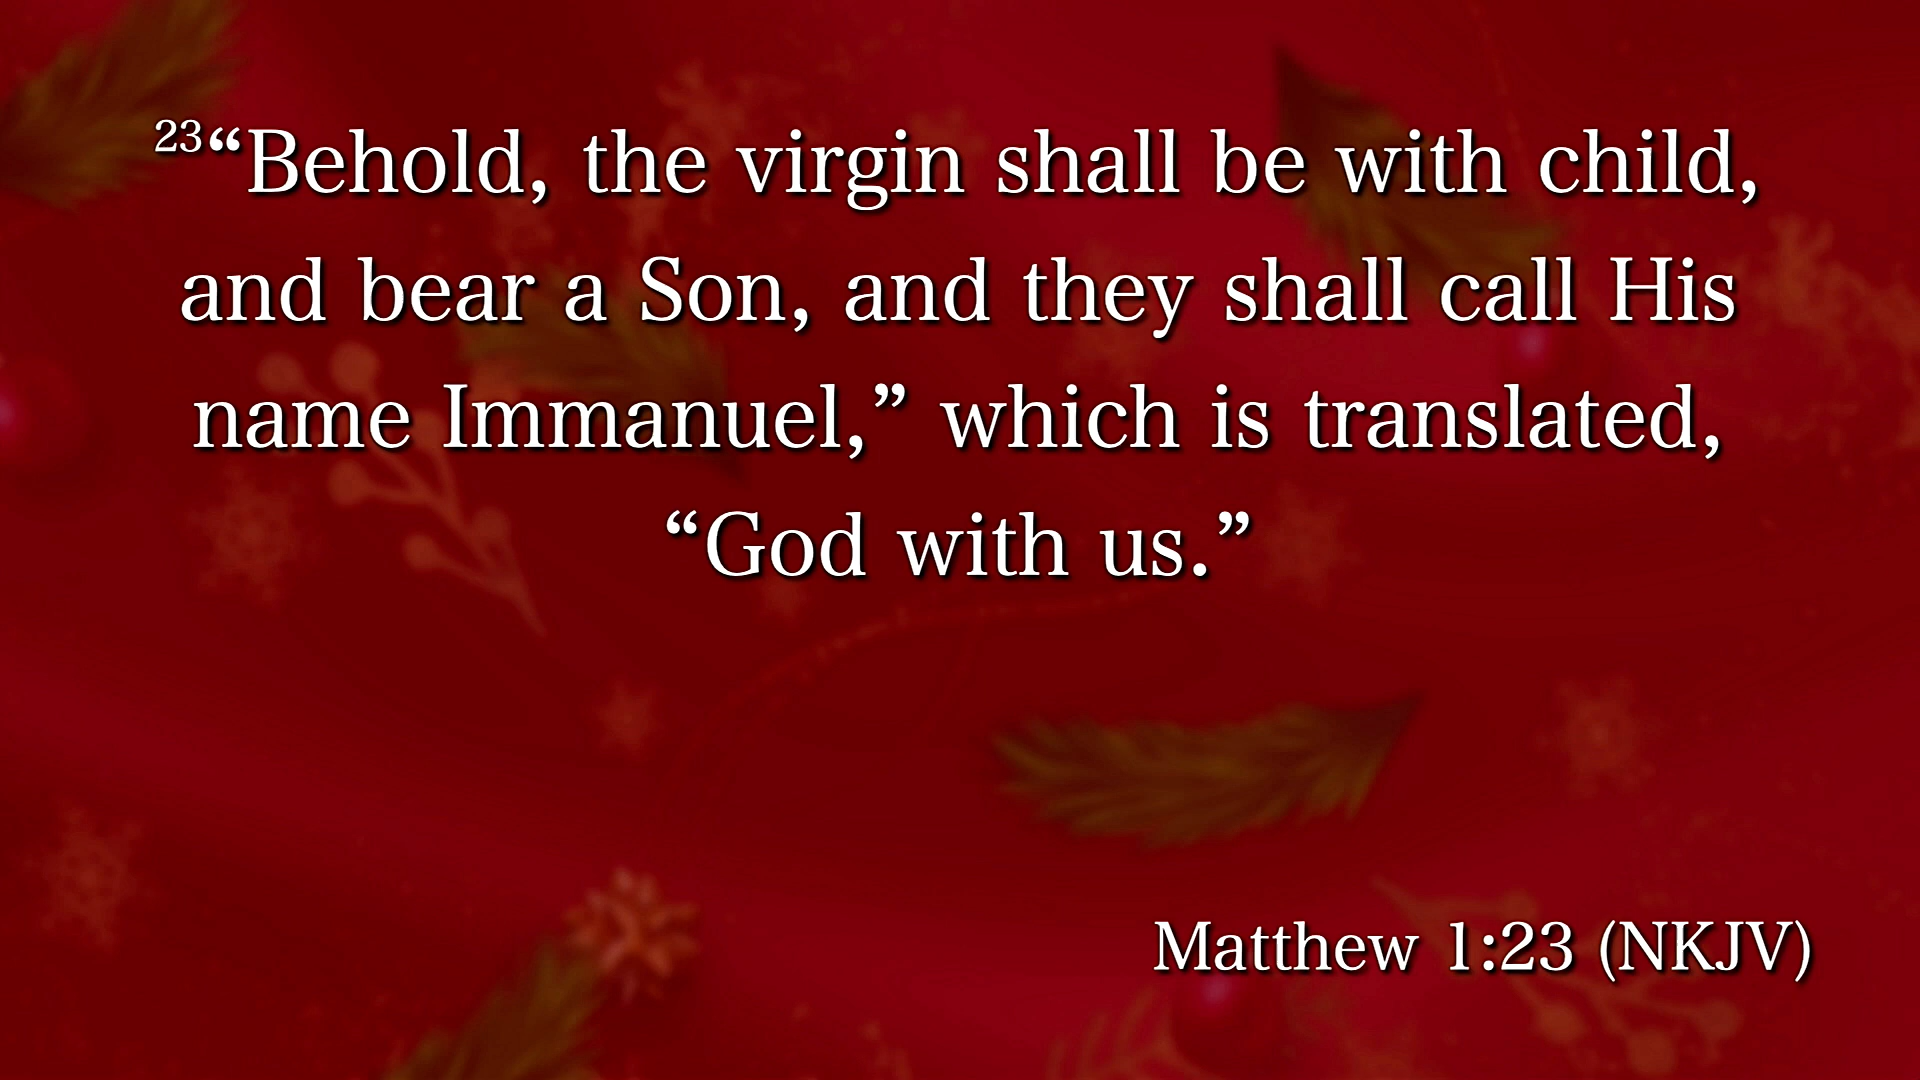 23“Behold, the virgin shall be with child,
and bear a Son, and they shall call His
name Immanuel,” which is translated,
“God with us.”
Matthew 1:23 (NKJV)